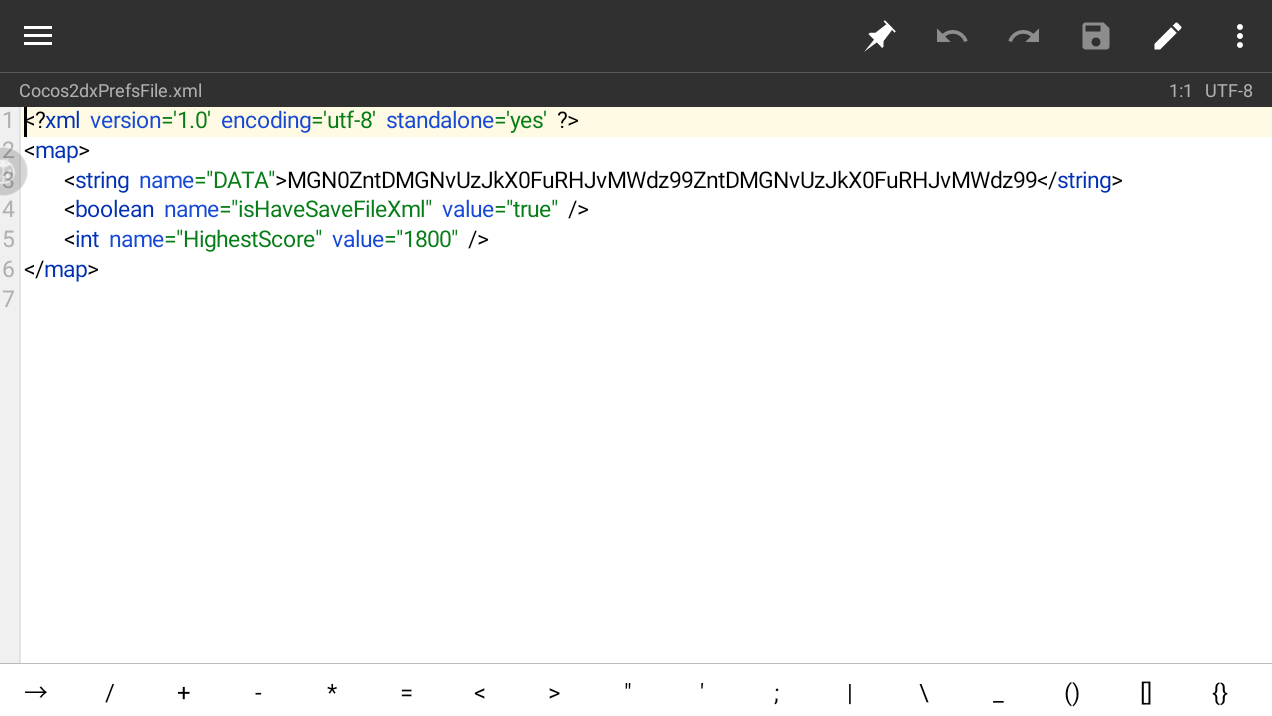 Cocos2dxPrefsFile.xml 1:1 UTF-8
1 <?xml version='1.0' encoding='utf-8' standalone='yes' ?>
2 <map>
3 <string name="DATA">MGN0ZntDMGNvUzJkX0FuRHJvMWdz99ZntDMGNvUzJkX0FuRHJvMWdz99</string>
4 <boolean name="isHaveSaveFileXml" value="true" />
5 <int name="HighestScore" value="1800" />
6 </map>
7
→ / + - * = < > " ' ; | \ _ () [] {}